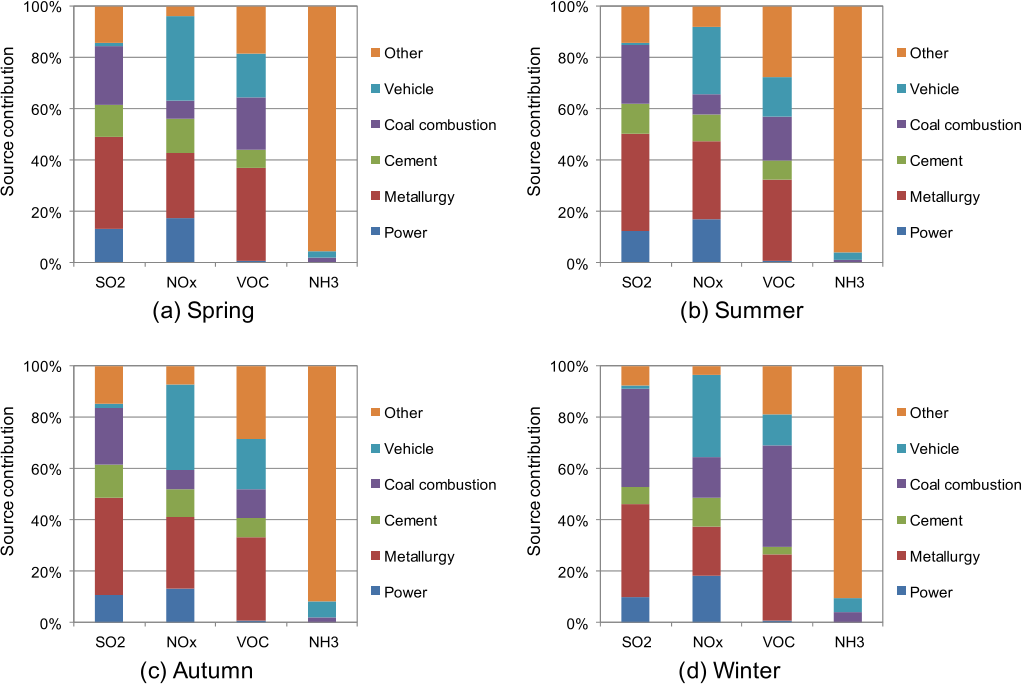 100%
80%
60%
40%
20%
0%
Source contribution
SO2 NOx VOC NH3
Other
Vehicle
Coal combustion
Cement
Metallurgy
Power
(a) Spring
100%
80%
60%
40%
20%
0%
Source contribution
SO2 NOx VOC NH3
Other
Vehicle
Coal combustion
Cement
Metallurgy
Power
(b) Summer
100%
80%
60%
40%
20%
0%
Source contribution
SO2 NOx VOC NH3
Other
Vehicle
Coal combustion
Cement
Metallurgy
Power
(c) Autumn
100%
80%
60%
40%
20%
0%
Source contribution
SO2 NOx VOC NH3
Other
Vehicle
Coal combustion
Cement
Metallurgy
Power
(d) Winter